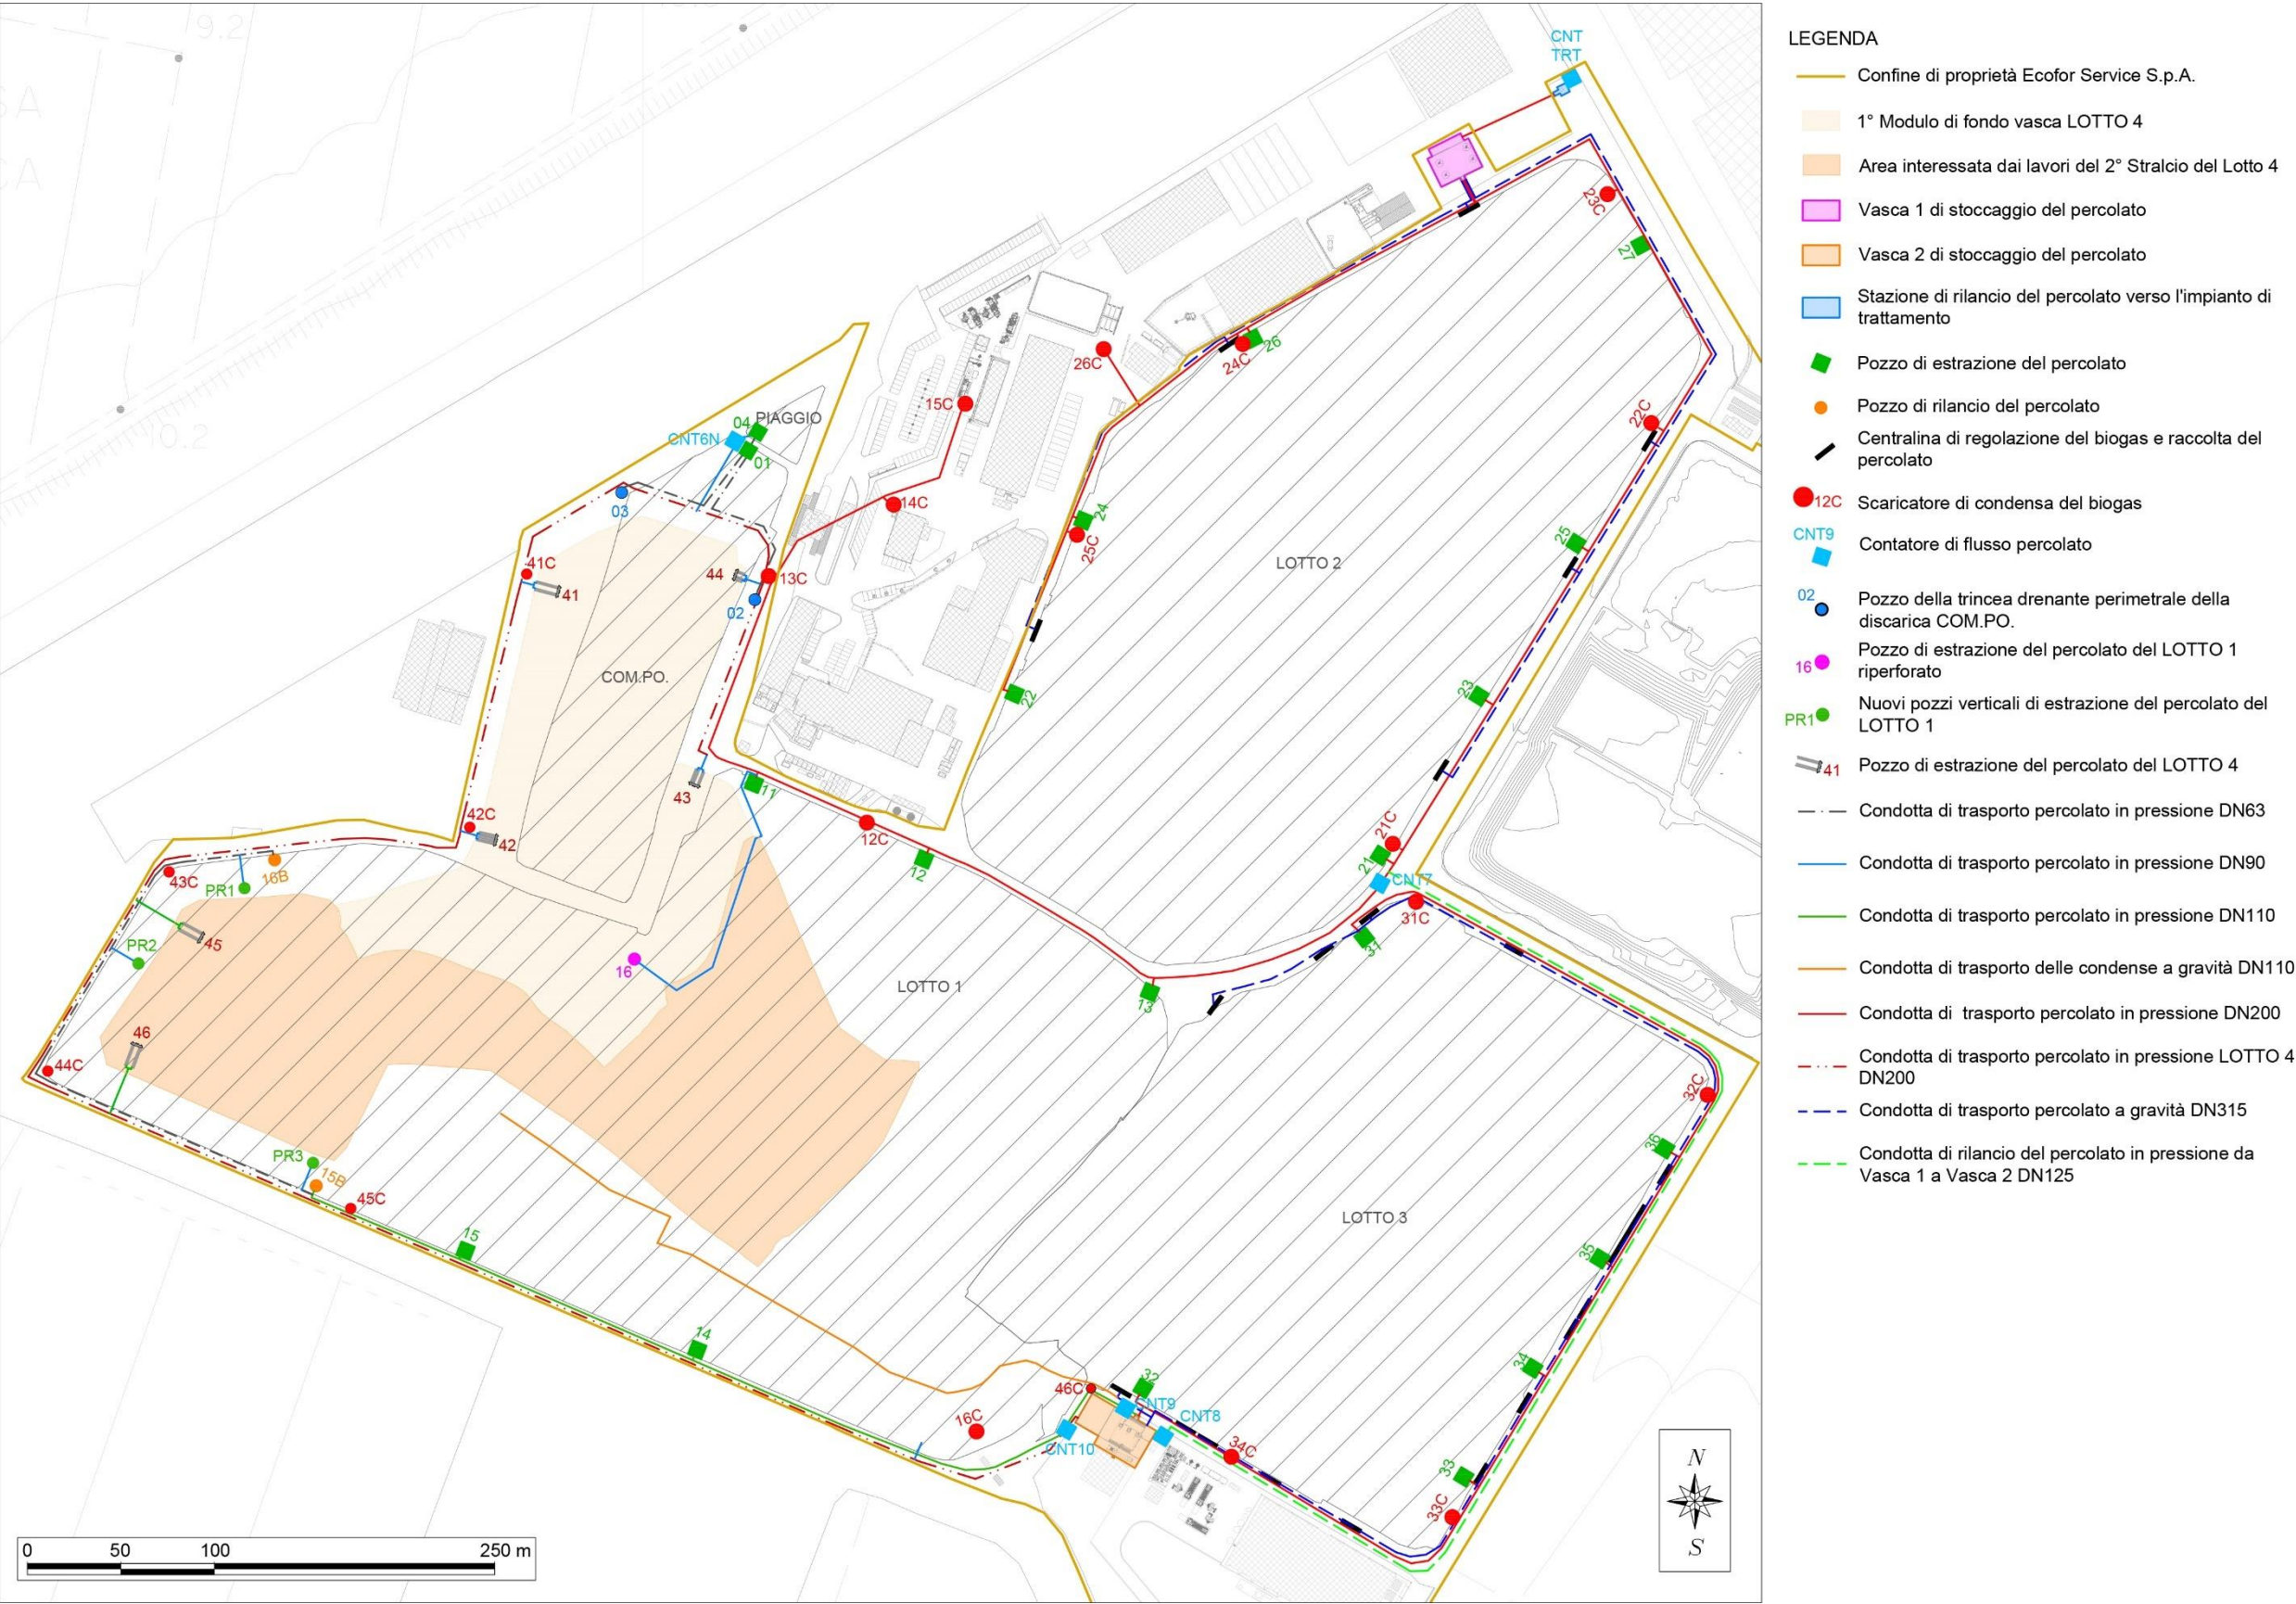 9.2
SA
CA
10.2
CNT
TRT
23C
27
26
24C
26C
15C
04
PIAGGIO
CNT6N
01
22C
14C
03
24
25C
25
LOTTO 2
41C
41
44
13C
02
COM.PO.
22
23
43
11
21C
12C
42C
42
12
21
CNT7
16B
43C
PR1
31C
45
PR2
31
16
LOTTO 1
13
46
44C
32C
36
PR3
15B
45C
LOTTO 3
15
35
14
34
32
46C
CNT9
16C
CNT8
CNT10
34C
33
33C
N
S
0 50 100 250 m
LEGENDA
Confine di proprietà Ecofor Service S.p.A.
1° Modulo di fondo vasca LOTTO 4
Area interessata dai lavori del 2° Stralcio del Lotto 4
Vasca 1 di stoccaggio del percolato
Vasca 2 di stoccaggio del percolato
Stazione di rilancio del percolato verso l'impianto di
trattamento
Pozzo di estrazione del percolato
Pozzo di rilancio del percolato
Centralina di regolazione del biogas e raccolta del
percolato
12C Scaricatore di condensa del biogas
CNT9
Contatore di flusso percolato
02
Pozzo della trincea drenante perimetrale della
discarica COM.PO.
16 Pozzo di estrazione del percolato del LOTTO 1
riperforato
PR1 Nuovi pozzi verticali di estrazione del percolato del
LOTTO 1
41 Pozzo di estrazione del percolato del LOTTO 4
Condotta di trasporto percolato in pressione DN63
Condotta di trasporto percolato in pressione DN90
Condotta di trasporto percolato in pressione DN110
Condotta di trasporto delle condense a gravità DN110
Condotta di trasporto percolato in pressione DN200
Condotta di trasporto percolato in pressione LOTTO 4
DN200
Condotta di trasporto percolato a gravità DN315
Condotta di rilancio del percolato in pressione da
Vasca 1 a Vasca 2 DN125